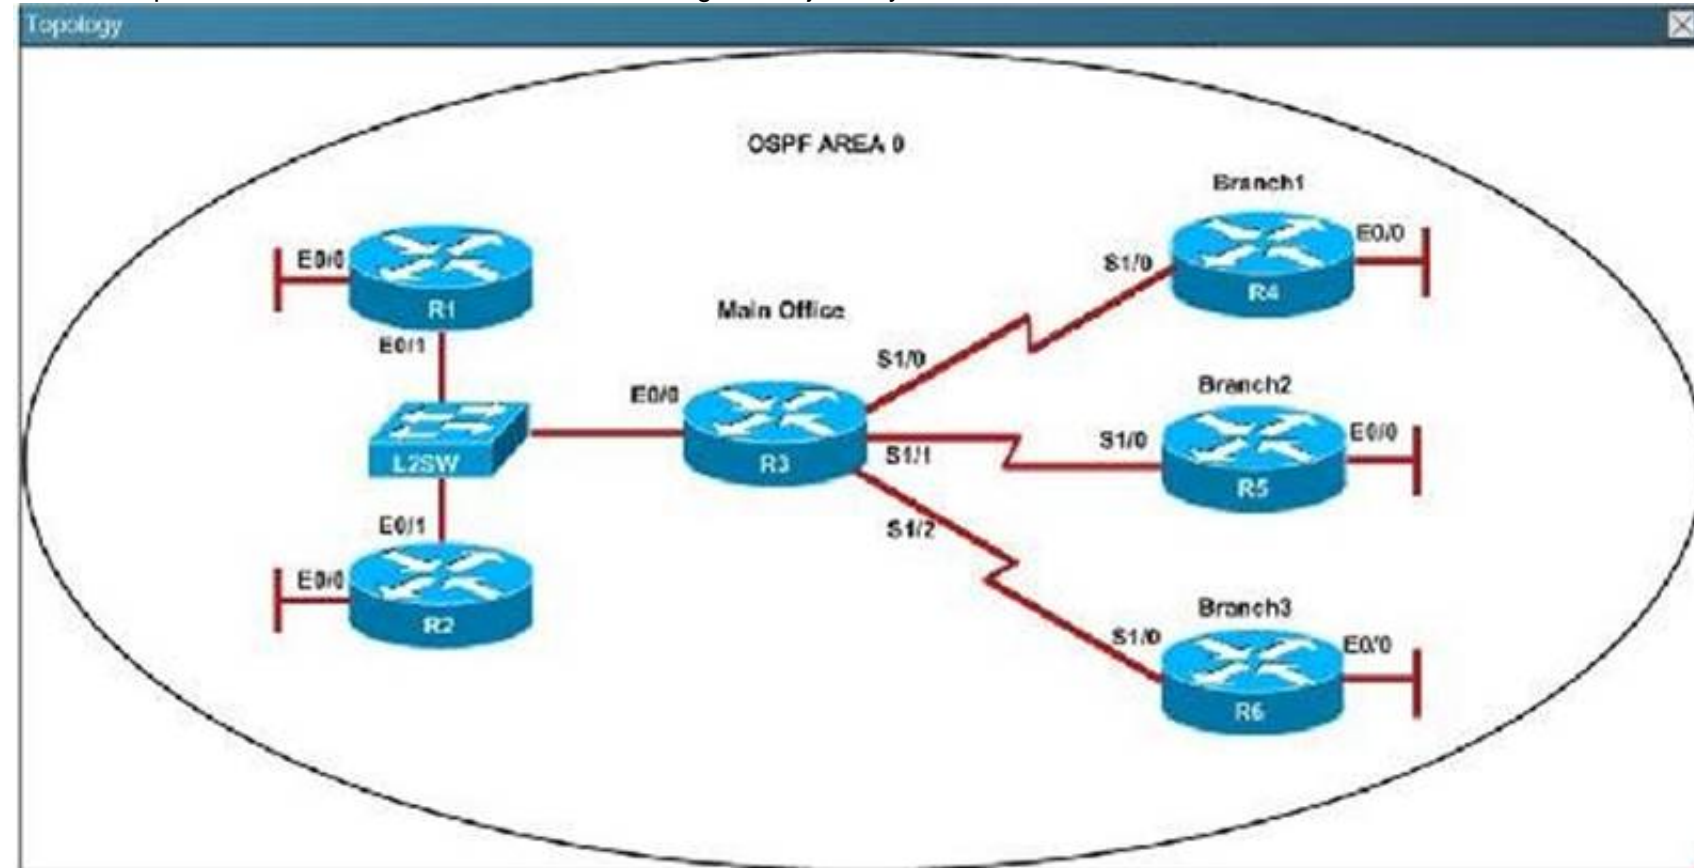 Topology
OSPF AREA 0
Branch1
E0/0
S1/0
R4
E0/0
R1
E0/1
Main Office
S1/0
E0/0
R3
S1/1
S1/2
L2SW
Branch2
S1/0
E0/0
R5
E0/1
E0/0
R2
Branch3
S1/0
E0/0
R6